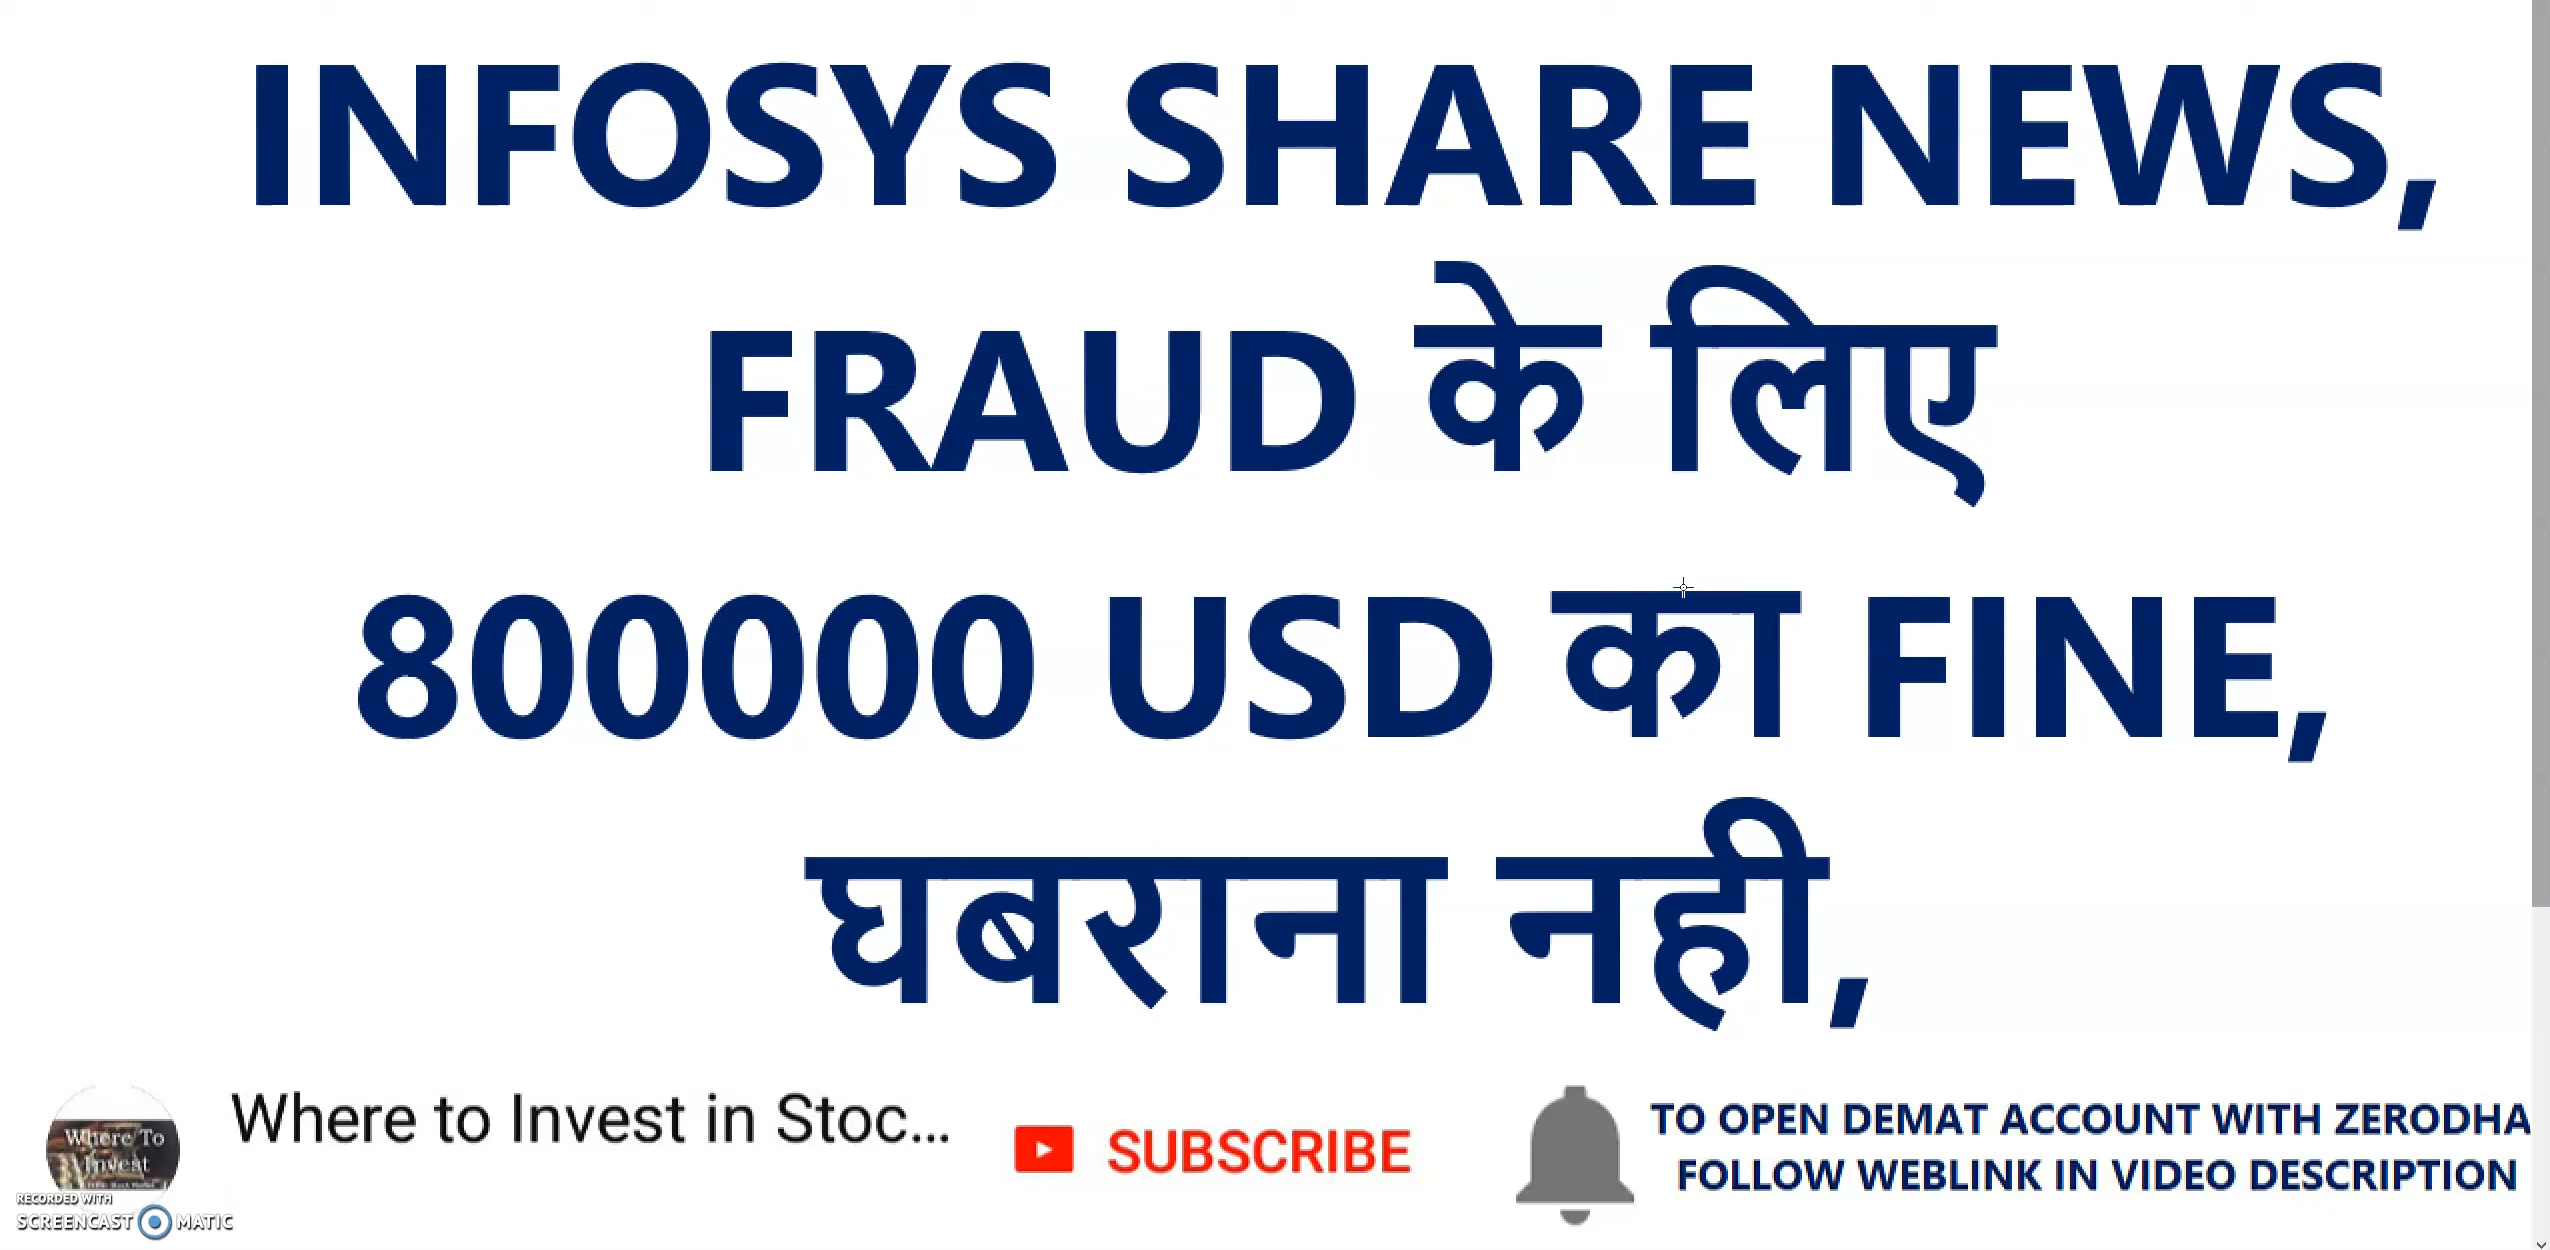 INFOSYS SHARE NEWS,
FRAUD के लिए
800000 USD का FINE,
घबराना नही,
Where to Invest in Stoc...
SUBSCRIBE
TO OPEN DEMAT ACCOUNT WITH ZERODHA
FOLLOW WEBLINK IN VIDEO DESCRIPTION
Where To
Invest
RECORDED WITH
SCREENCAST MATIC